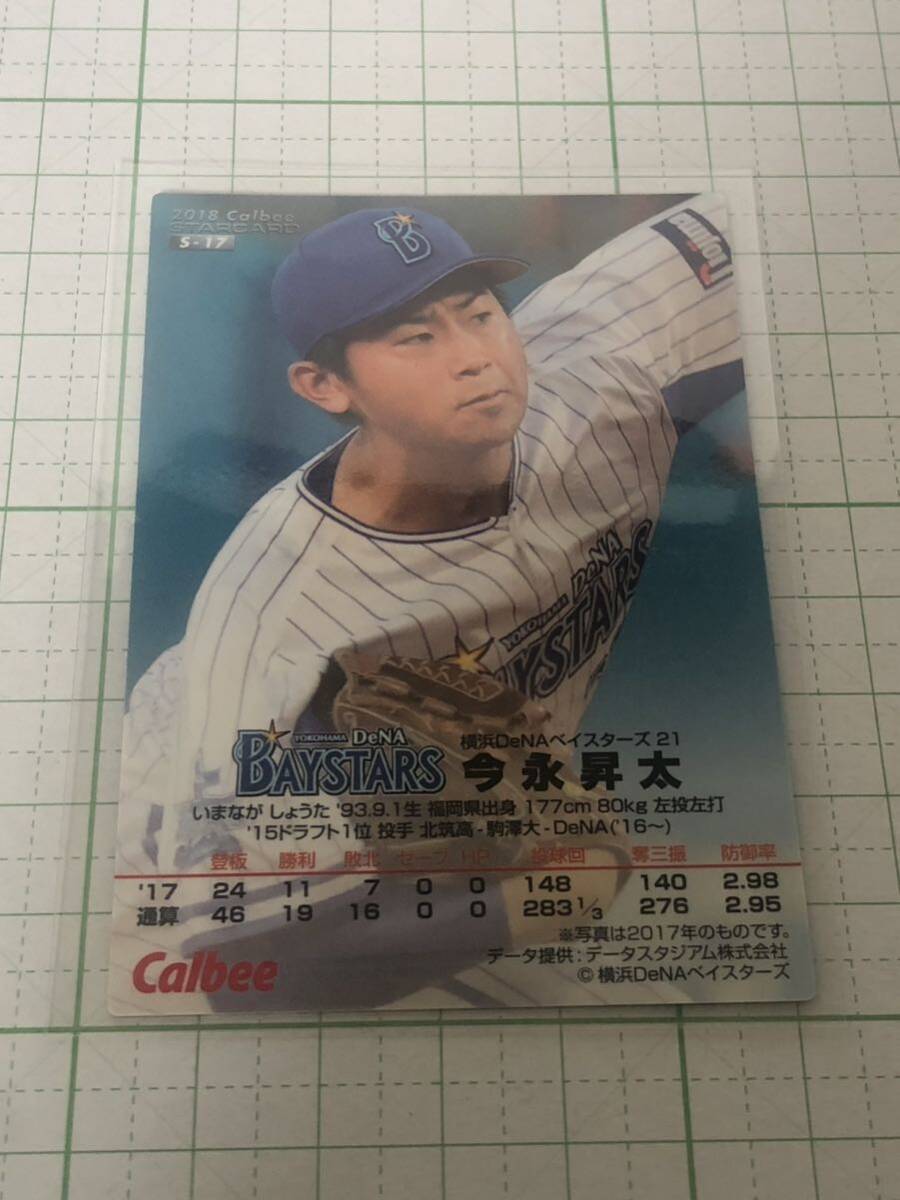 2018 Calbee
STARCARD
S-17
B
Nojima
YOKOHAMA DeNA
BAYSTARS
YOKOHAMA DeNA
BAYSTARS
横浜DeNAベイスターズ 21
今永昇太
いまなが しょうた '93.9.1生 福岡県出身 177cm 80kg 左投左打
'15ドラフト1位 投手 北筑高-駒澤大-DeNA('16〜)
登板 勝利 敗北 セーブ HP 投球回 奪三振 防御率
'17 24 11 7 0 0 148 140 2.98
通算 46 19 16 0 0 283 1/3 276 2.95
※写真は2017年のものです。
データ提供:データスタジアム株式会社
© 横浜DeNAベイスターズ
Calbee